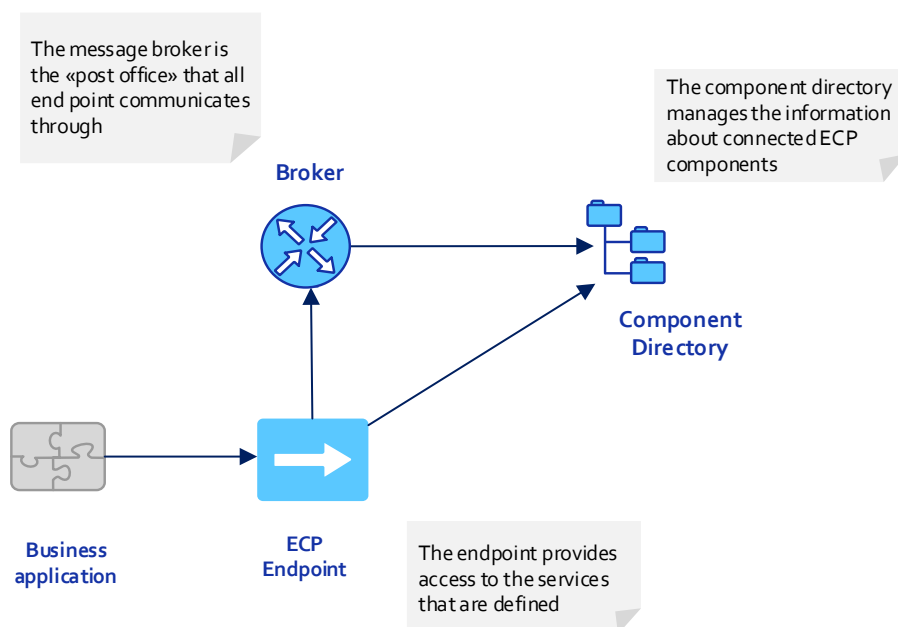 The message broker is
the «post office» that all
end point communicates
through
The component directory
manages the information
about connected ECP
components
Broker
Component
Directory
Business
application
ECP
Endpoint
The endpoint provides
access to the services
that are defined